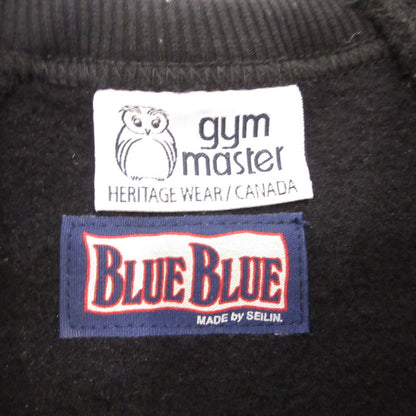 gym
master
HERITAGE WEAR / CANADA
BLUE BLUE
MADE by SEILIN.